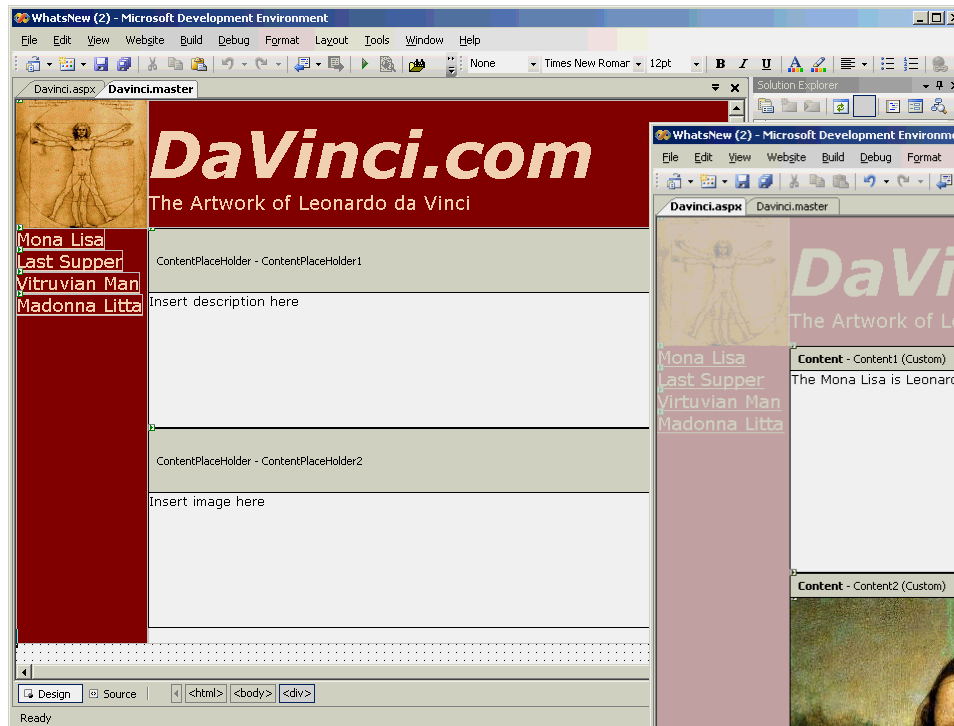 WhatsNew (2) - Microsoft Development Environment
File Edit View Website Build Debug Format Layout Tools Window Help
None Times New Romar 12pt B I U A
Davinci.aspx Davinci.master
Solution Explorer
DaVinci.com
The Artwork of Leonardo da Vinci
Mona Lisa
Last Supper
Vitruvian Man
Madonna Litta
ContentPlaceHolder - ContentPlaceHolder1
Insert description here
ContentPlaceHolder - ContentPlaceHolder2
Insert image here
Design Source <html> <body> <div>
Ready
WhatsNew (2) - Microsoft Development Environme
File Edit View Website Build Debug Format
Davinci.aspx Davinci.master
DaVi
The Artwork of L
Mona Lisa
Last Supper
Virtuvian Man
Madonna Litta
Content - Content1 (Custom)
The Mona Lisa is Leonard
Content - Content2 (Custom)